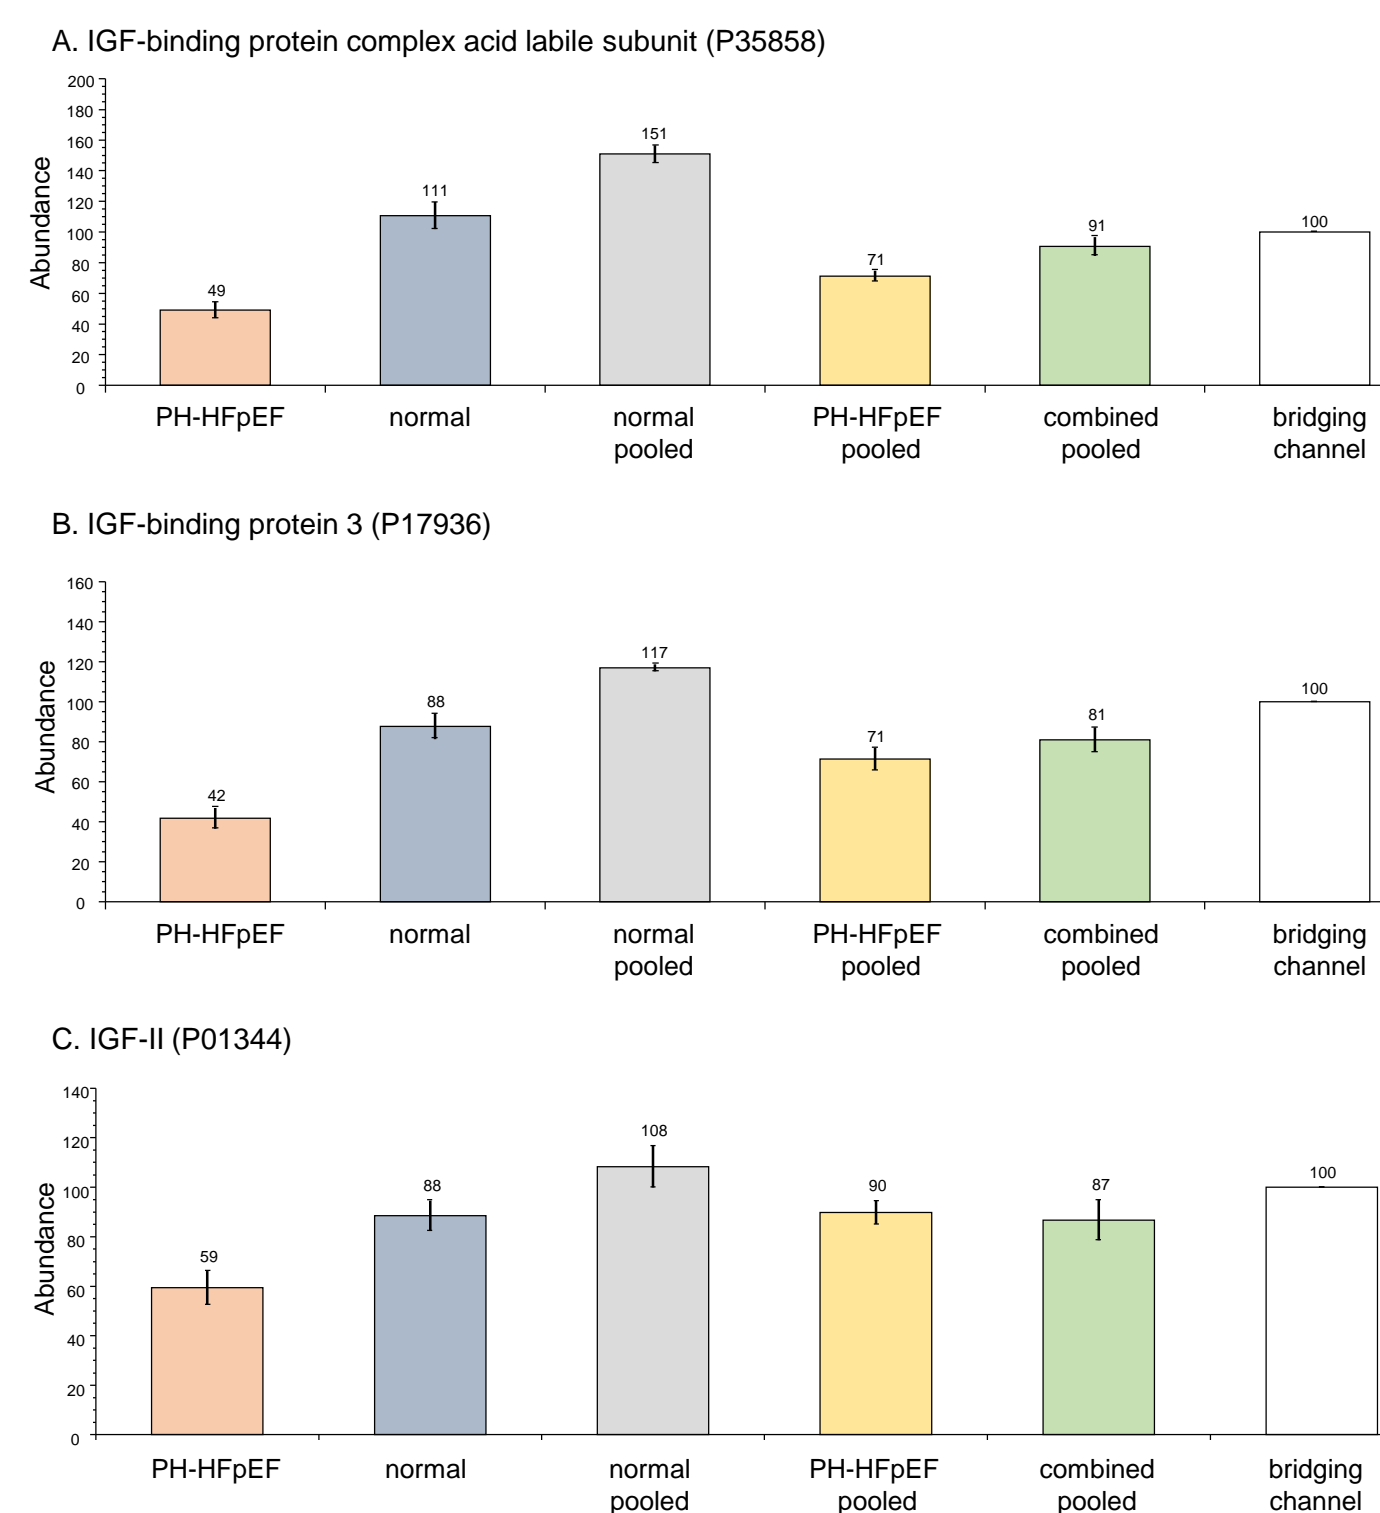 A. IGF-binding protein complex acid labile subunit (P35858)
200
180
160
140
120
100
80
60
40
20
0
Abundance
49
111
151
71
91
100
PH-HFpEF
normal
normal
pooled
PH-HFpEF
pooled
combined
pooled
bridging
channel
B. IGF-binding protein 3 (P17936)
160
140
120
100
80
60
40
20
0
Abundance
42
88
117
71
81
100
PH-HFpEF
normal
normal
pooled
PH-HFpEF
pooled
combined
pooled
bridging
channel
C. IGF-II (P01344)
140
120
100
80
60
40
20
0
Abundance
59
88
108
90
87
100
PH-HFpEF
normal
normal
pooled
PH-HFpEF
pooled
combined
pooled
bridging
channel